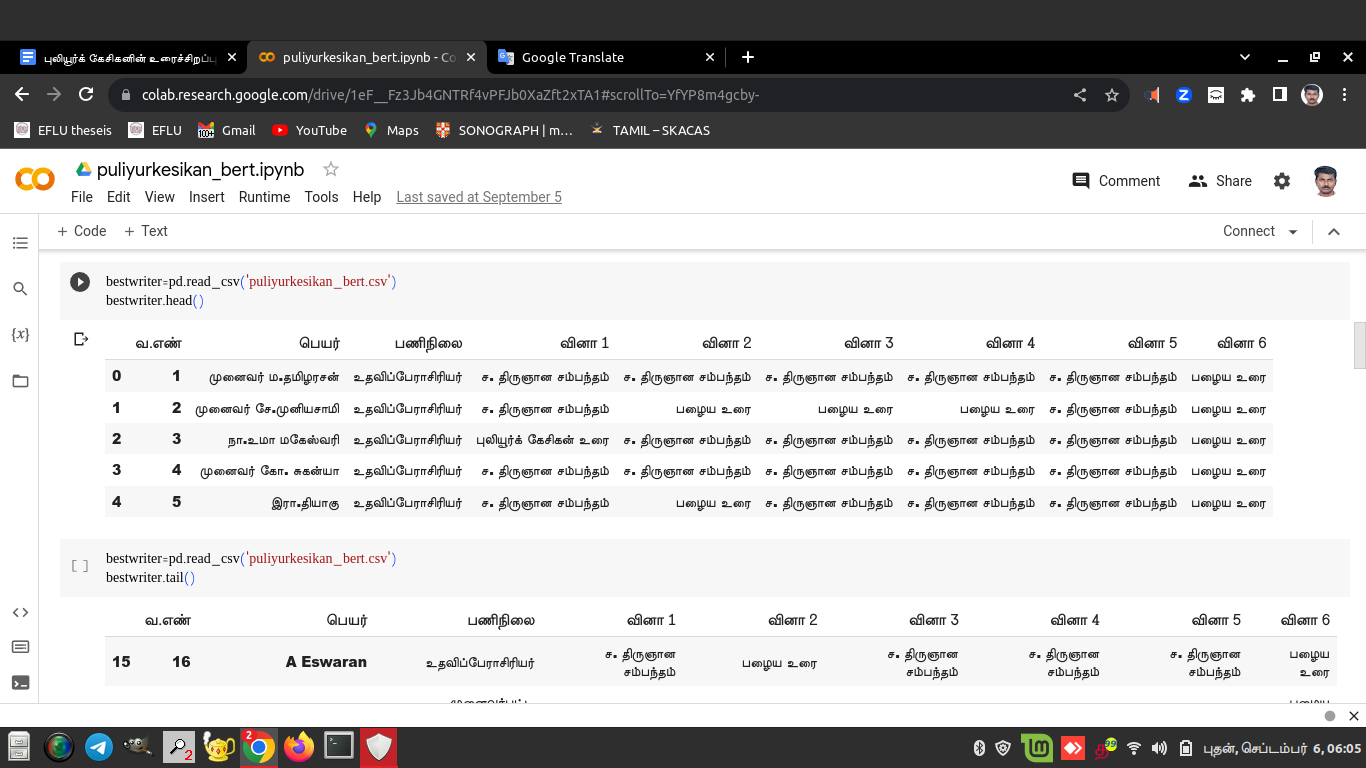 புலியூர்க் கேசிகனின் உரைச்சிறப்பு
puliyurkesikan_bert.ipynb - Co
Google Translate
colab.research.google.com/drive/1eF__Fz3Jb4GNTRf4vPFJb0XaZft2xTA1#scrollTo=YfYP8m4gcby-
EFLU theseis EFLU Gmail YouTube Maps SONOGRAPH | m... TAMIL – SKACAS
100+
puliyurkesikan_bert.ipynb
Comment Share
File Edit View Insert Runtime Tools Help Last saved at September 5
+ Code + Text Connect
bestwriter=pd.read_csv('puliyurkesikan_bert.csv')
bestwriter.head()
{x}
வ.எண் பெயர் பணிநிலை வினா 1 வினா 2 வினா 3 வினா 4 வினா 5 வினா 6
0 1 முனைவர் ம.தமிழரசன் உதவிப்பேராசிரியர் ச. திருஞான சம்பந்தம் ச. திருஞான சம்பந்தம் ச. திருஞான சம்பந்தம் ச. திருஞான சம்பந்தம் ச. திருஞான சம்பந்தம் பழைய உரை
1 2 முனைவர் சே.முனியசாமி உதவிப்பேராசிரியர் ச. திருஞான சம்பந்தம் பழைய உரை பழைய உரை பழைய உரை ச. திருஞான சம்பந்தம் பழைய உரை
2 3 நா.உமா மகேஸ்வரி உதவிப்பேராசிரியர் புலியூர்க் கேசிகன் உரை ச. திருஞான சம்பந்தம் ச. திருஞான சம்பந்தம் ச. திருஞான சம்பந்தம் ச. திருஞான சம்பந்தம் பழைய உரை
3 4 முனைவர் கோ. சுகன்யா உதவிப்பேராசிரியர் ச. திருஞான சம்பந்தம் ச. திருஞான சம்பந்தம் ச. திருஞான சம்பந்தம் ச. திருஞான சம்பந்தம் ச. திருஞான சம்பந்தம் பழைய உரை
4 5 இரா.தியாகு உதவிப்பேராசிரியர் ச. திருஞான சம்பந்தம் பழைய உரை ச. திருஞான சம்பந்தம் ச. திருஞான சம்பந்தம் ச. திருஞான சம்பந்தம் பழைய உரை
bestwriter=pd.read_csv('puliyurkesikan_bert.csv')
[ ]
bestwriter.tail()
வ.எண் பெயர் பணிநிலை வினா 1 வினா 2 வினா 3 வினா 4 வினா 5 வினா 6
15 16 A Eswaran உதவிப்பேராசிரியர் ச. திருஞான சம்பந்தம் பழைய உரை ச. திருஞான சம்பந்தம் ச. திருஞான சம்பந்தம் ச. திருஞான சம்பந்தம் பழைய உரை
2 2 99 புதன், செப்டம்பர் 6, 06:05